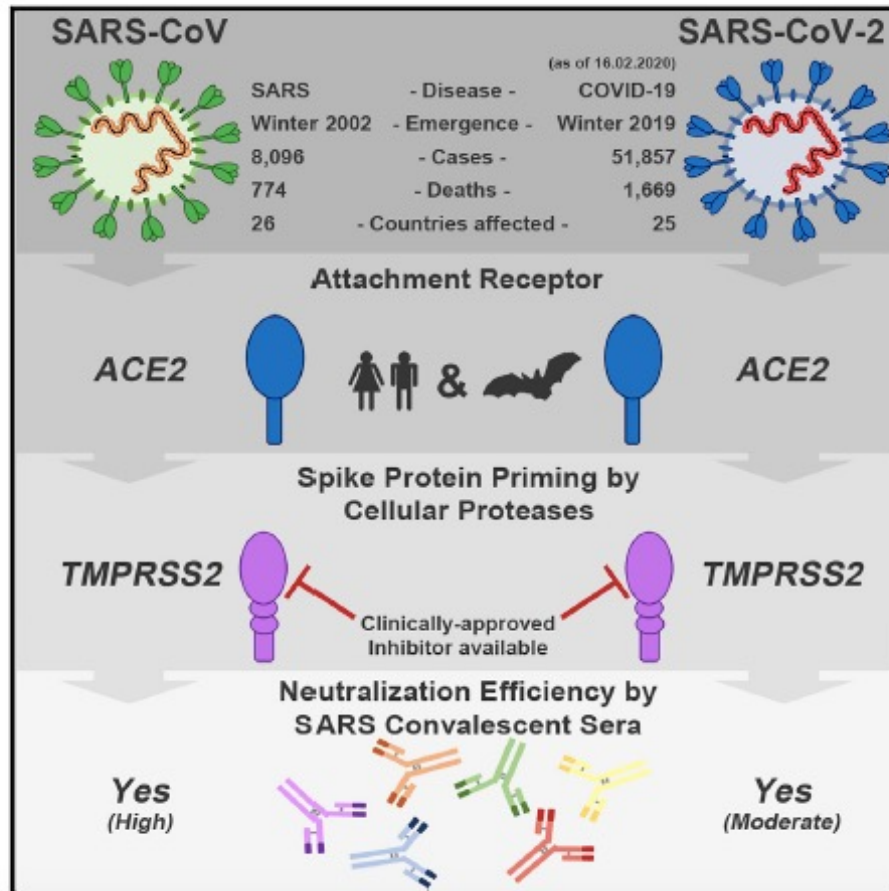 SARS-CoV SARS-CoV-2
(as of 16.02.2020)
SARS - Disease - COVID-19
Winter 2002 - Emergence - Winter 2019
8,096 - Cases - 51,857
774 - Deaths - 1,669
26 - Countries affected - 25
Attachment Receptor
ACE2 & ACE2
Spike Protein Priming by
Cellular Proteases
TMPRSS2 TMPRSS2
Clinically-approved
Inhibitor available
Neutralization Efficiency by
SARS Convalescent Sera
Yes Yes
(High) (Moderate)